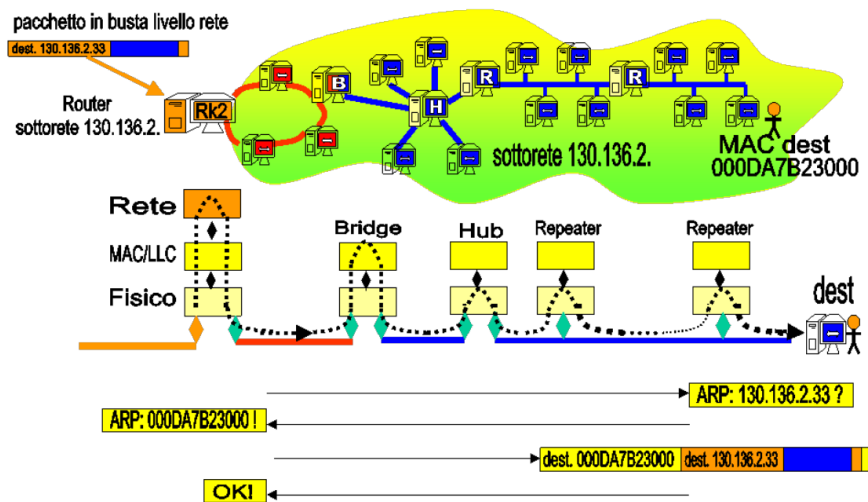 pacchetto in busta livello rete
dest. 130.136.2.33
Router
sottorete 130.136.2.
Rk2
B
H
R
R
sottorete 130.136.2.
MAC dest
000DA7B23000
Rete
MAC/LLC
Fisico
Bridge
Hub
Repeater
Repeater
dest
ARP: 130.136.2.33 ?
ARP: 000DA7B23000 !
dest. 000DA7B23000 dest. 130.136.2.33
OK!